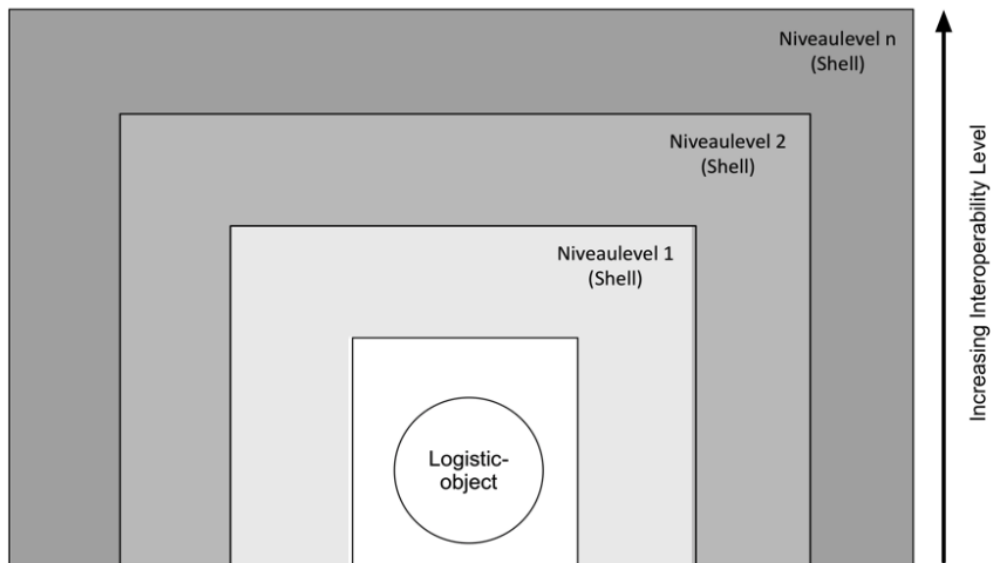 Niveaulevel n
(Shell)
Niveaulevel 2
(Shell)
Niveaulevel 1
(Shell)
Logistic-
object
Increasing Interoperability Level